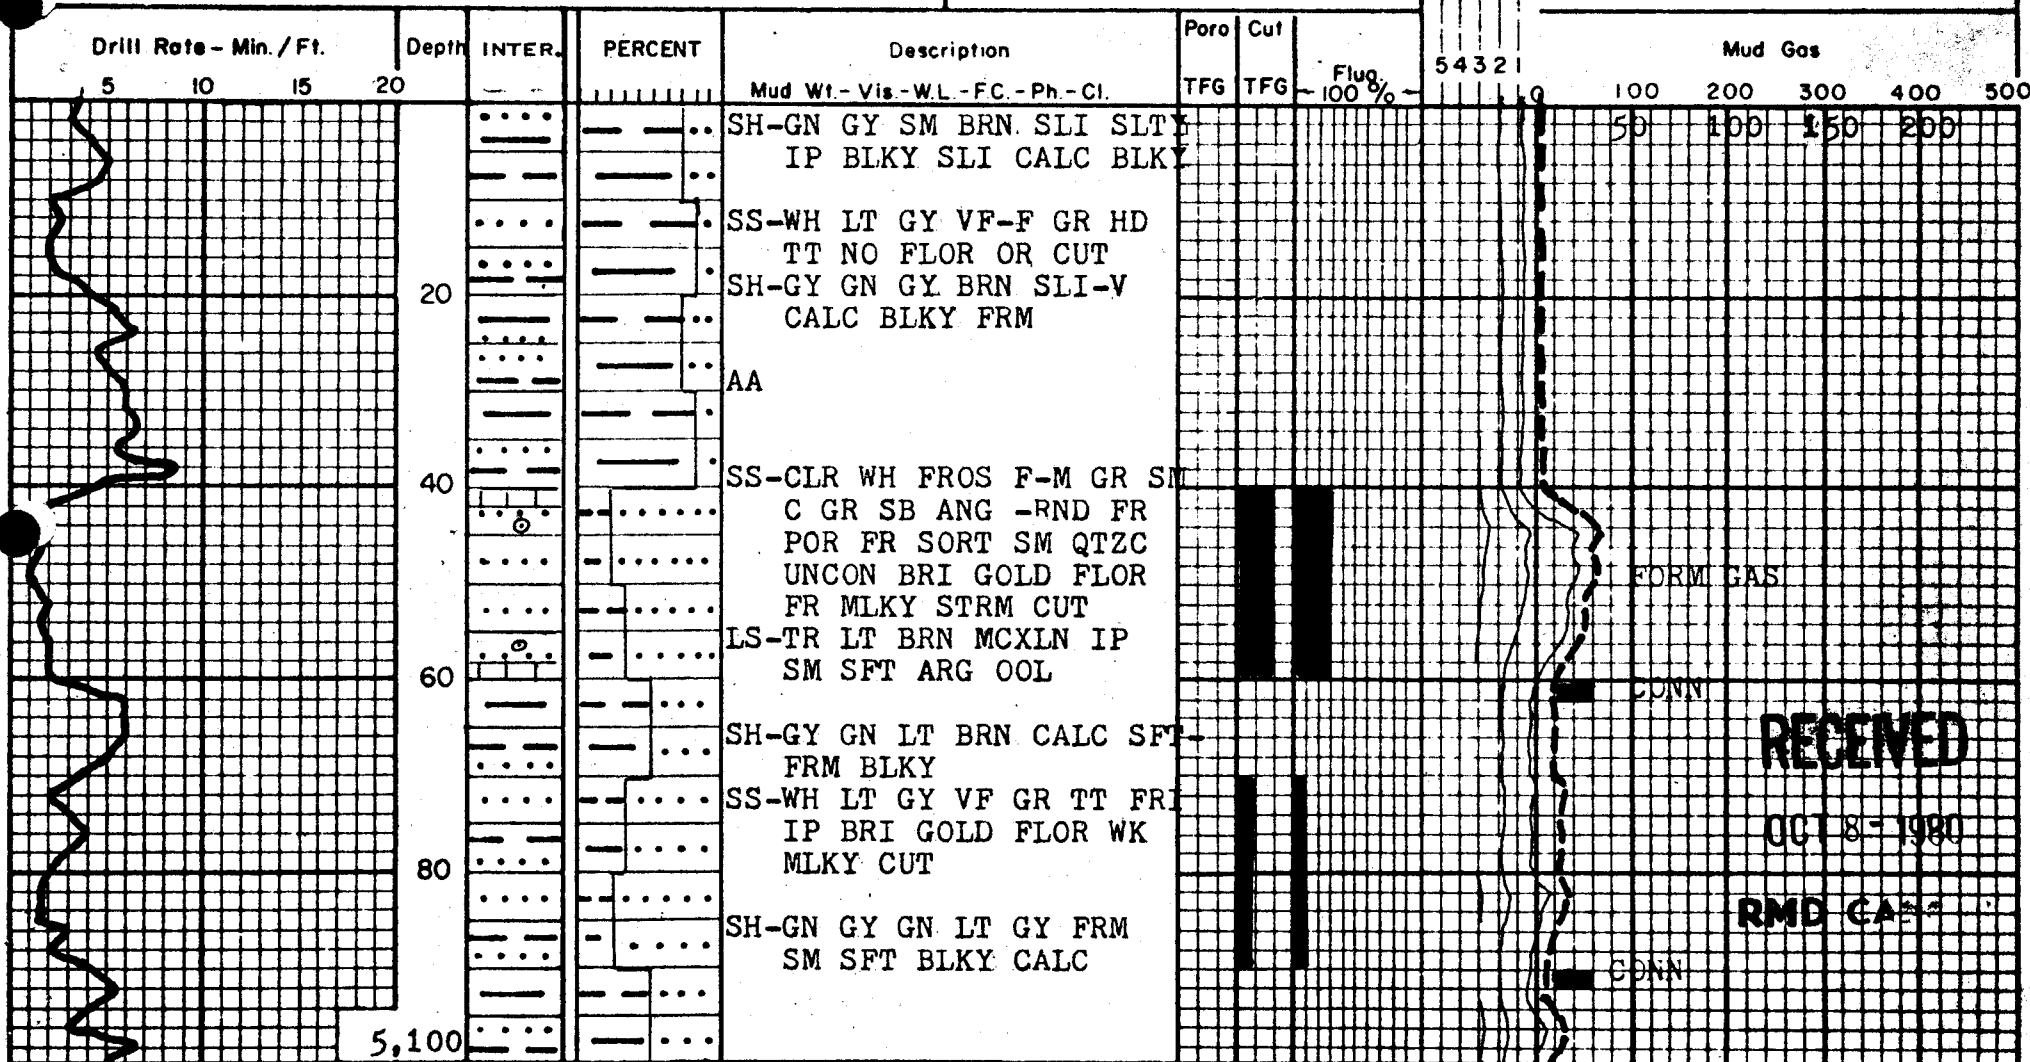 Drill Rate - Min./Ft.
5 10 15 20
Depth
INTER.
PERCENT
Description
Mud Wt.- Vis.-W.L.-F.C.-Ph.-Cl.
Poro
TFG
Cut
TFG
Fluo.
100 %
5 4 3 2
Mud Gas
0 100 200 300 400 500
50 100 150 200
SH-GN GY SM BRN SLI SLTY
IP BLKY SLI CALC BLKY
SS-WH LT GY VF-F GR HD
TT NO FLOR OR CUT
20
SH-GY GN GY BRN SLI-V
CALC BLKY FRM
AA
40
SS-CLR WH FROS F-M GR SM
C GR SB ANG -RND FR
POR FR SORT SM QTZC
UNCON BRI GOLD FLOR
FR MLKY STRM CUT
FORM GAS
LS-TR LT BRN MCXLN IP
SM SFT ARG OOL
60
CONN
SH-GY GN LT BRN CALC SFT-
FRM BLKY
RECEIVED
SS-WH LT GY VF GR TT FRI
IP BRI GOLD FLOR WK
MLKY CUT
OCT 8 - 1980
80
RMD
SH-GN GY GN LT GY FRM
SM SFT BLKY CALC
CONN
5,100